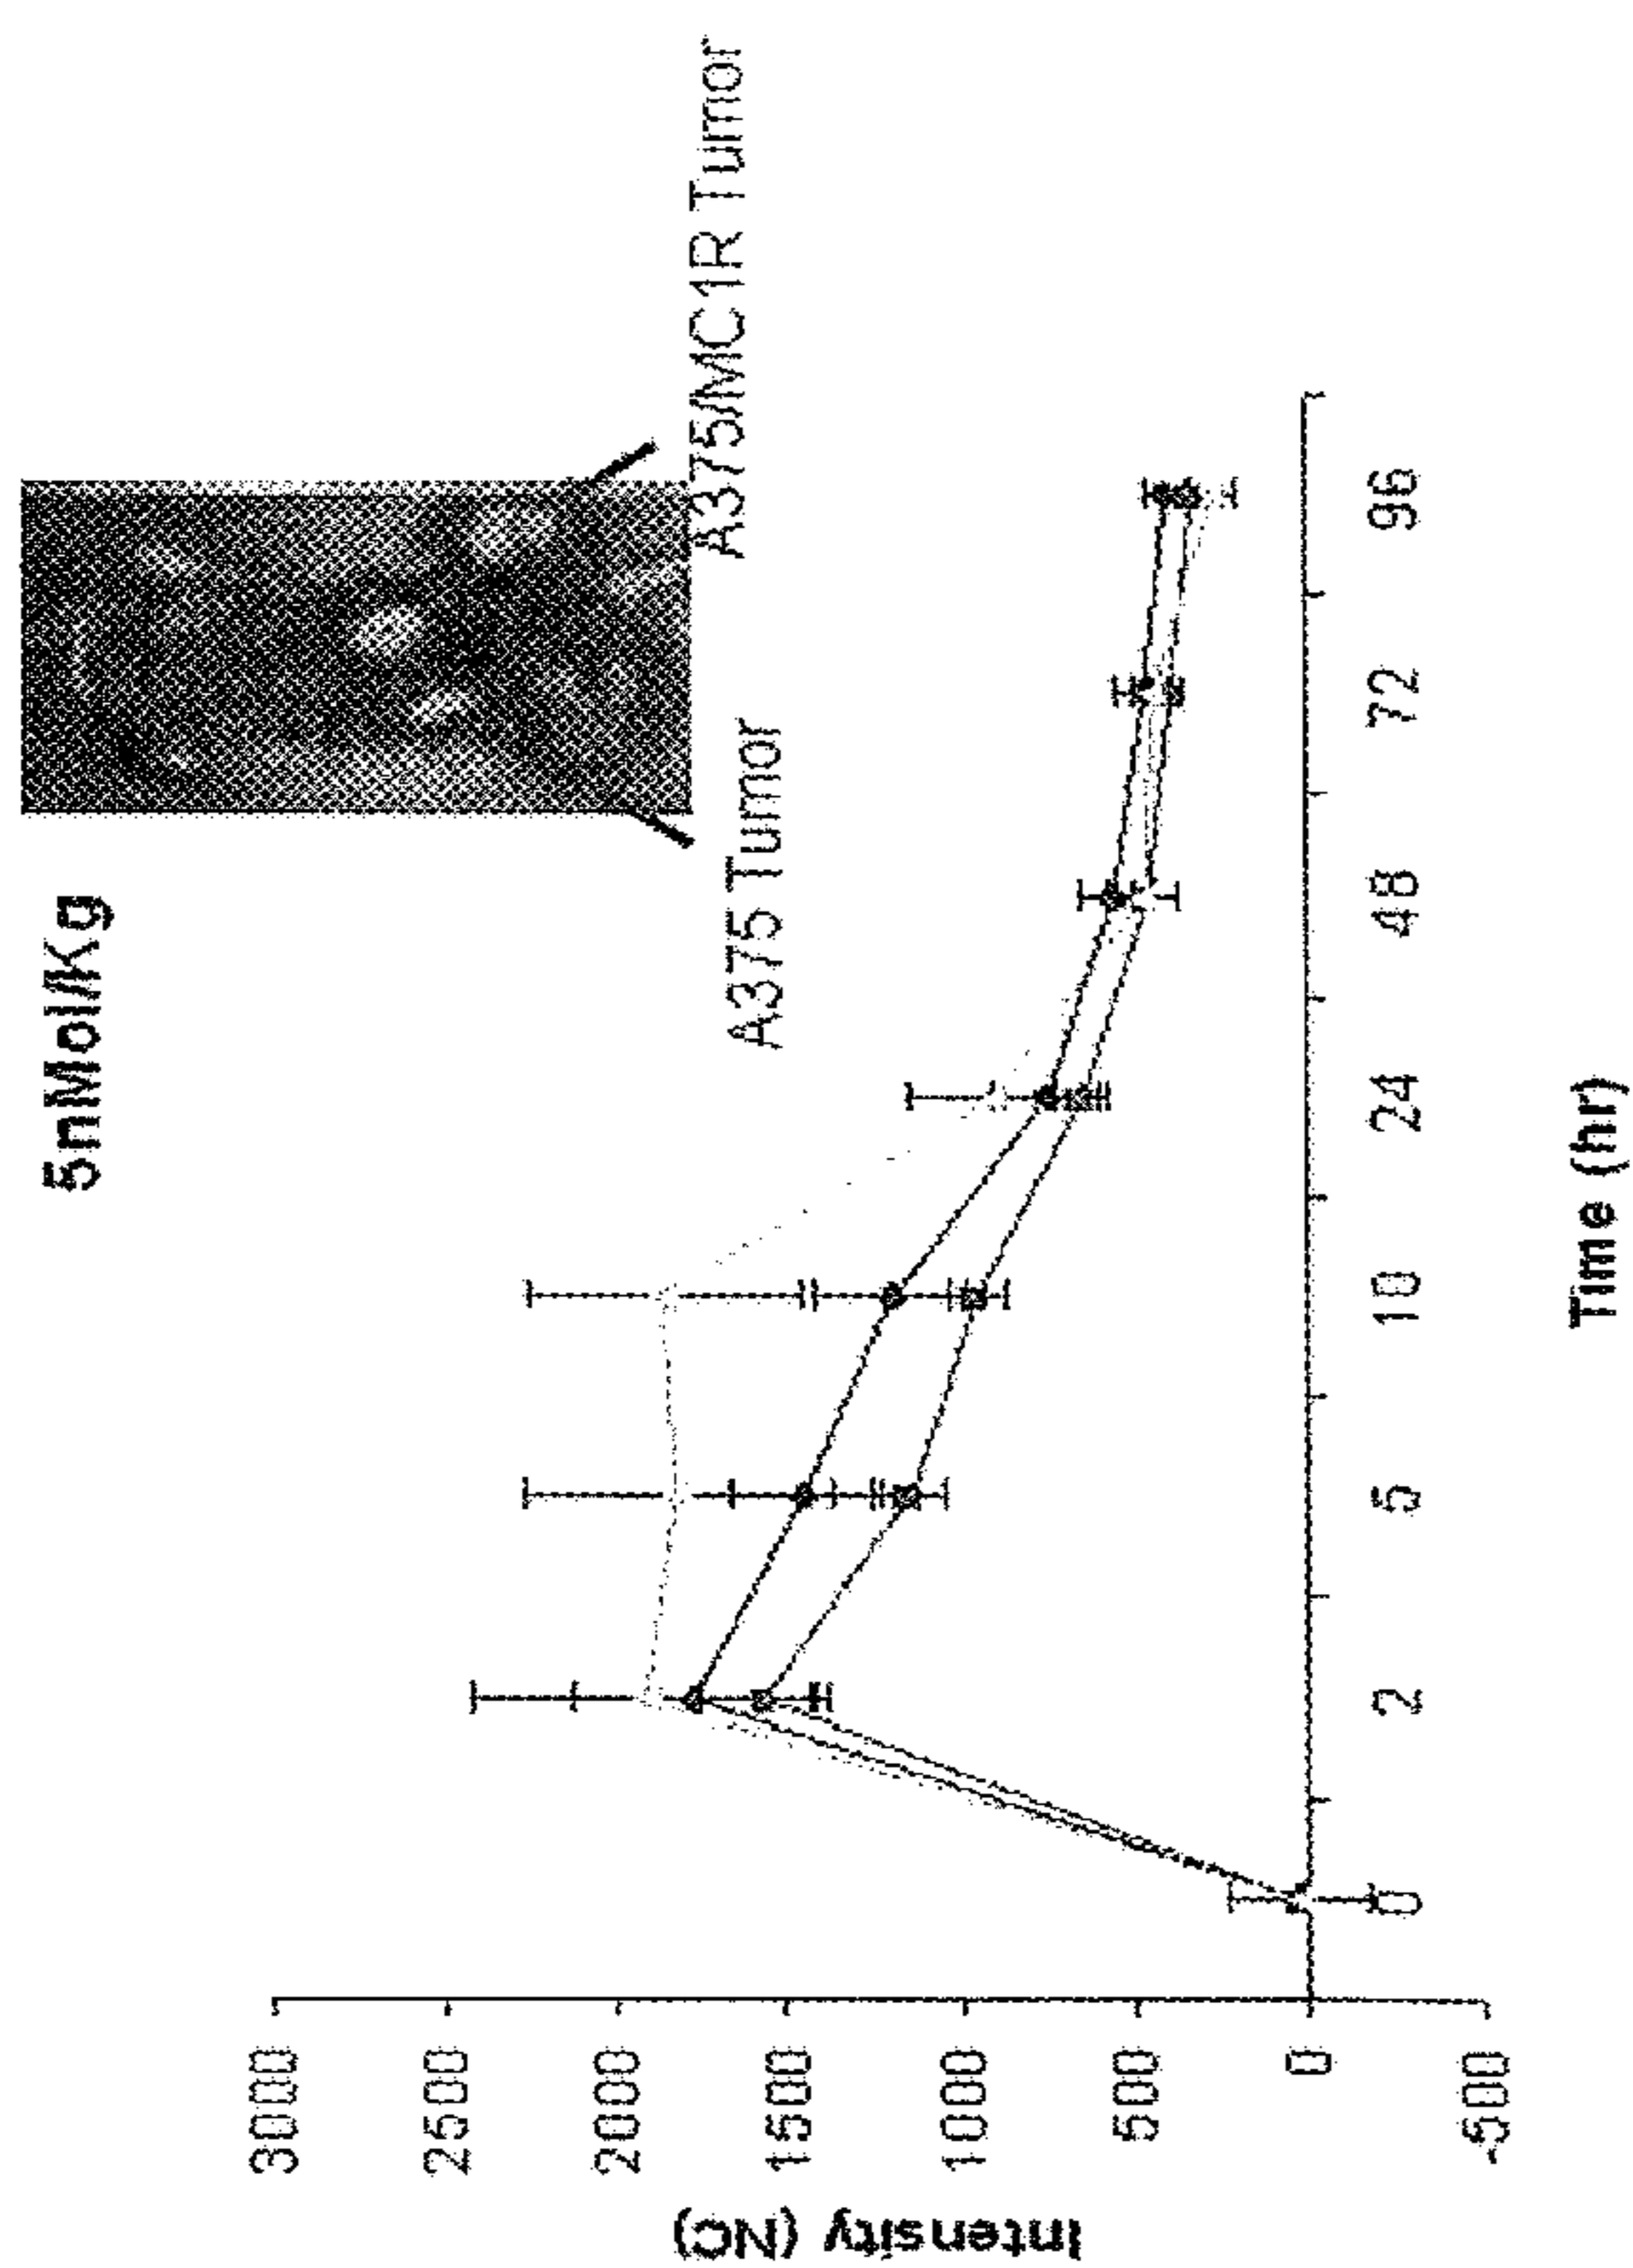 5nMol/Kg
A375 Tumor
A375/MC1R Tumor
Intensity (NC)
3000
2500
2000
1500
1000
500
0
-500
0 2 5 10 24 48 72 96
Time (hr)